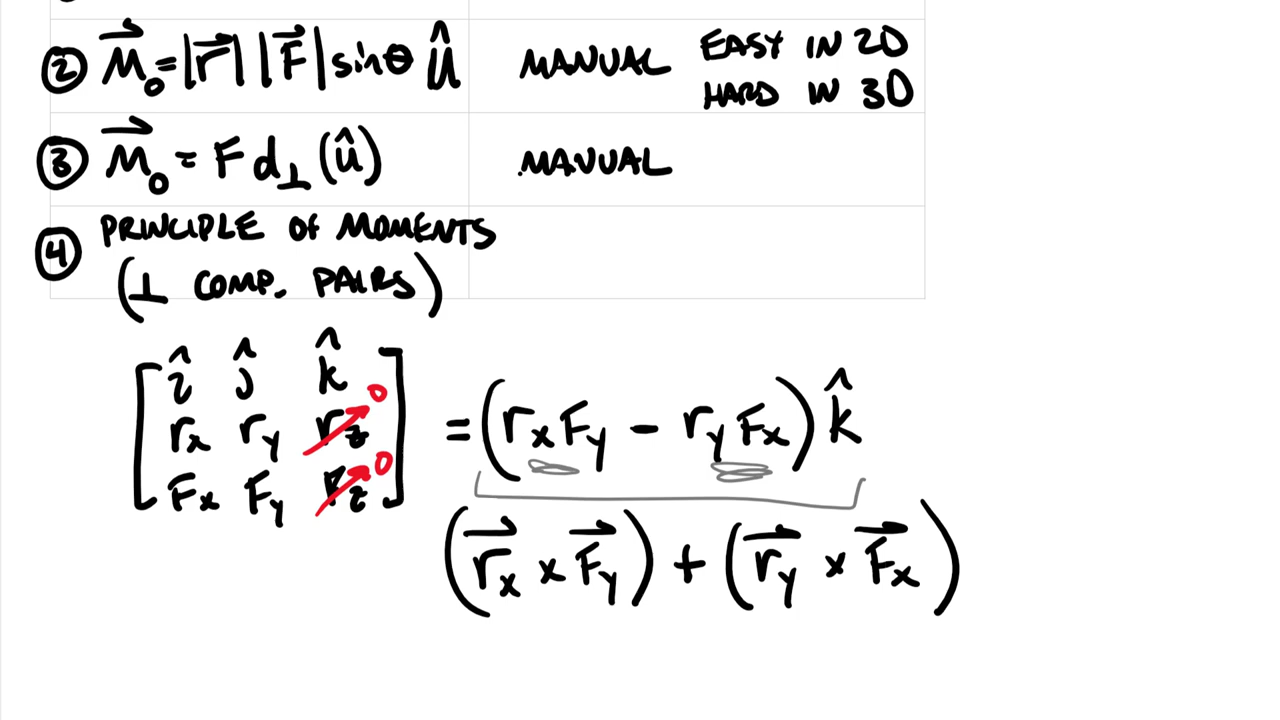 ② M⃗₀ = |r⃗| |F⃗| sinθ û MANUAL EASY IN 2D
HARD IN 3D
③ M⃗₀ = F d⊥ (û) MANUAL
④ PRINCIPLE OF MOMENTS
(⊥ COMP. PAIRS)
î ĵ k̂
rx ry rz 0
Fx Fy Fz 0
= (rxFy - ryFx) k̂
(r⃗x × F⃗y) + (r⃗y × F⃗x)